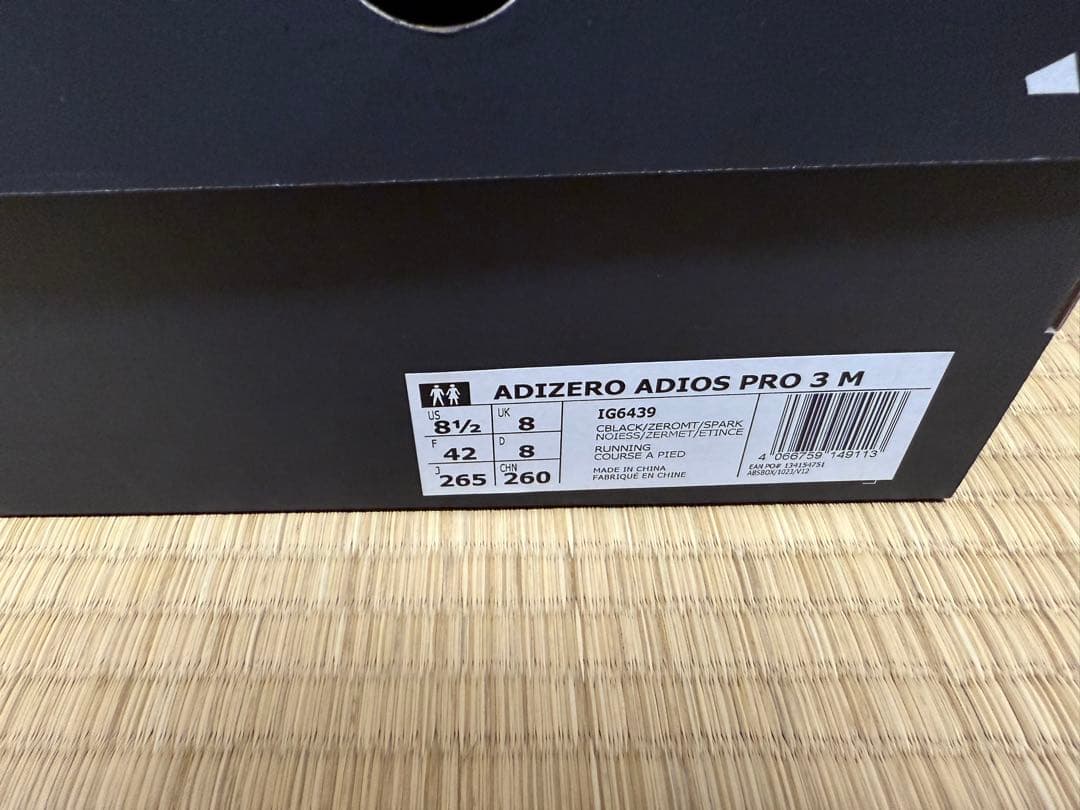 ADIZERO ADIOS PRO 3 M
US 8½ UK 8
F 42 D 8
J 265 CHN 260
IG6439
CBLACK/ZEROMT/SPARK
NOIESS/ZERMET/ETINCE
RUNNING
COURSE A PIED
MADE IN CHINA
FABRIQUÉ EN CHINE
4 066759 149113
EAN PO# 134154751
ABSBOX/1023/V12